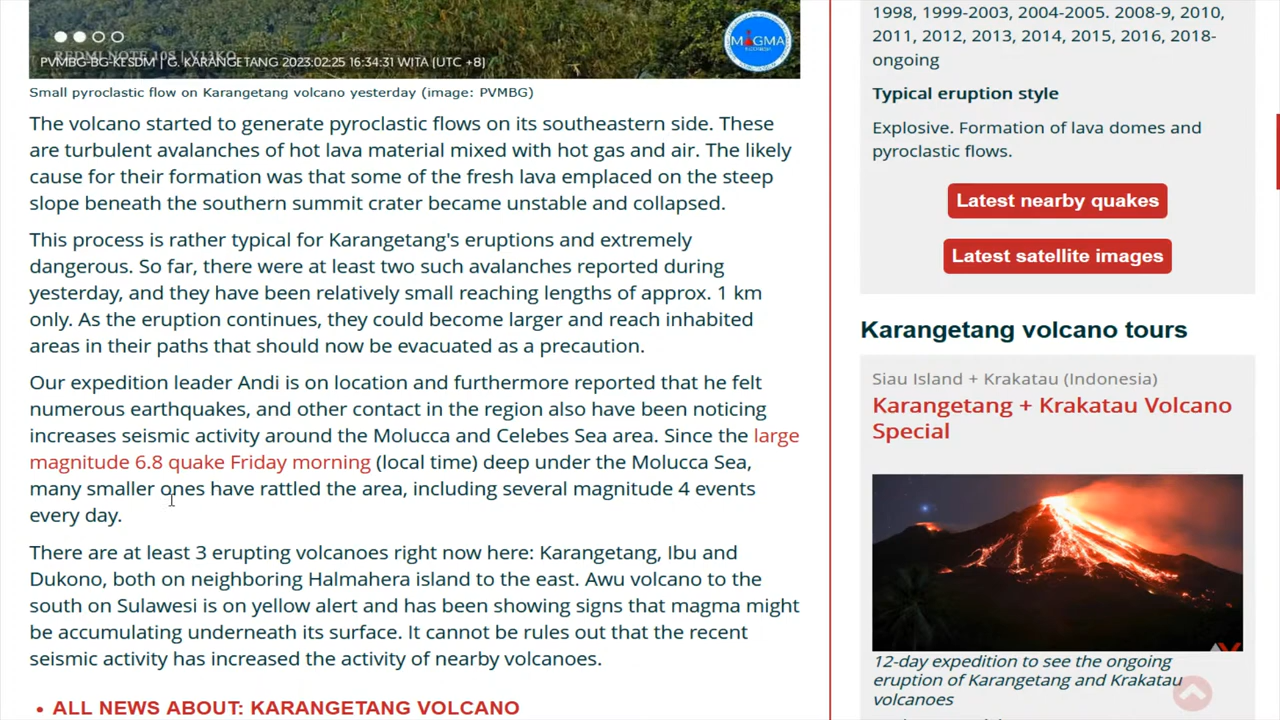 REDMI NOTE 10S | V13KO
PVMBG-BG-KESDM | G. KARANGETANG 2023:02:25 16:34:31 WITA (UTC +8)
MAGMA
INDONESIA
Small pyroclastic flow on Karangetang volcano yesterday (image: PVMBG)
The volcano started to generate pyroclastic flows on its southeastern side. These
are turbulent avalanches of hot lava material mixed with hot gas and air. The likely
cause for their formation was that some of the fresh lava emplaced on the steep
slope beneath the southern summit crater became unstable and collapsed.
This process is rather typical for Karangetang's eruptions and extremely
dangerous. So far, there were at least two such avalanches reported during
yesterday, and they have been relatively small reaching lengths of approx. 1 km
only. As the eruption continues, they could become larger and reach inhabited
areas in their paths that should now be evacuated as a precaution.
Our expedition leader Andi is on location and furthermore reported that he felt
numerous earthquakes, and other contact in the region also have been noticing
increases seismic activity around the Molucca and Celebes Sea area. Since the large
magnitude 6.8 quake Friday morning (local time) deep under the Molucca Sea,
many smaller ones have rattled the area, including several magnitude 4 events
every day.
There are at least 3 erupting volcanoes right now here: Karangetang, Ibu and
Dukono, both on neighboring Halmahera island to the east. Awu volcano to the
south on Sulawesi is on yellow alert and has been showing signs that magma might
be accumulating underneath its surface. It cannot be rules out that the recent
seismic activity has increased the activity of nearby volcanoes.
• ALL NEWS ABOUT: KARANGETANG VOLCANO
1998, 1999-2003, 2004-2005. 2008-9, 2010,
2011, 2012, 2013, 2014, 2015, 2016, 2018-
ongoing
Typical eruption style
Explosive. Formation of lava domes and
pyroclastic flows.
Latest nearby quakes
Latest satellite images
Karangetang volcano tours
Siau Island + Krakatau (Indonesia)
Karangetang + Krakatau Volcano
Special
12-day expedition to see the ongoing
eruption of Karangetang and Krakatau
volcanoes